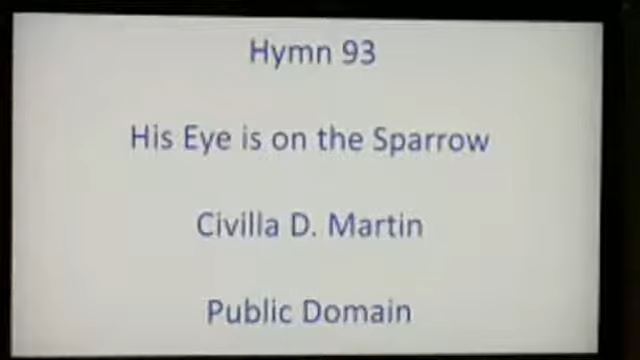 Hymn 93
His Eye is on the Sparrow
Civilla D. Martin
Public Domain